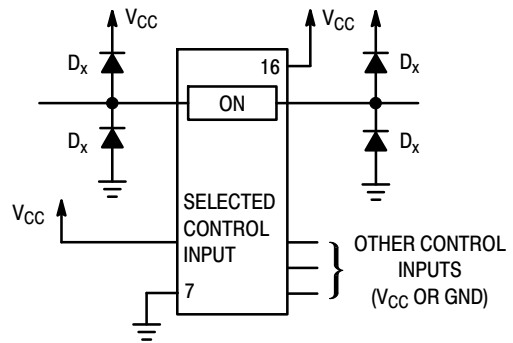 VCC
VCC
16
Dx
Dx
ON
Dx
Dx
VCC
SELECTED
CONTROL
INPUT
OTHER CONTROL
INPUTS
(VCC OR GND)
7